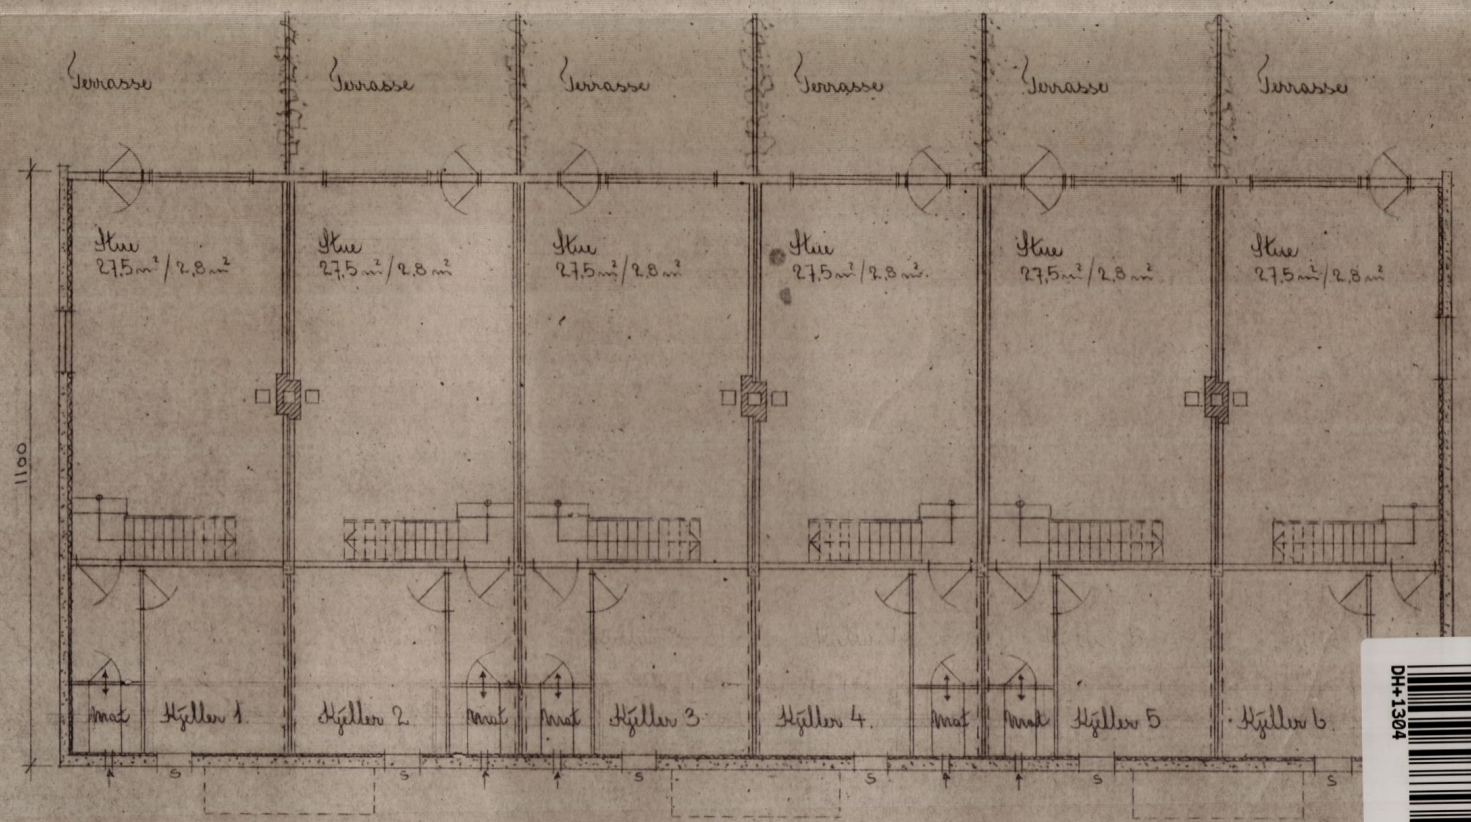 Terrasse
Terrasse
Terrasse
Terrasse
Terrasse
Terrasse
Stue
27,5 m²/2,8 m²
Stue
27,5 m²/2,8 m²
Stue
27,5 m²/2,8 m²
Stue
27,5 m²/2,8 m².
Stue
27,5 m²/2,8 m²
Stue
27,5 m²/2,8 m²
1100
mat
Kjeller 1.
Kjeller 2
mat
mat
Kjeller 3
Kjeller 4.
mat
mat
Kjeller 5
Kjeller 6.
S
S
S
S
S
S
DH+1304